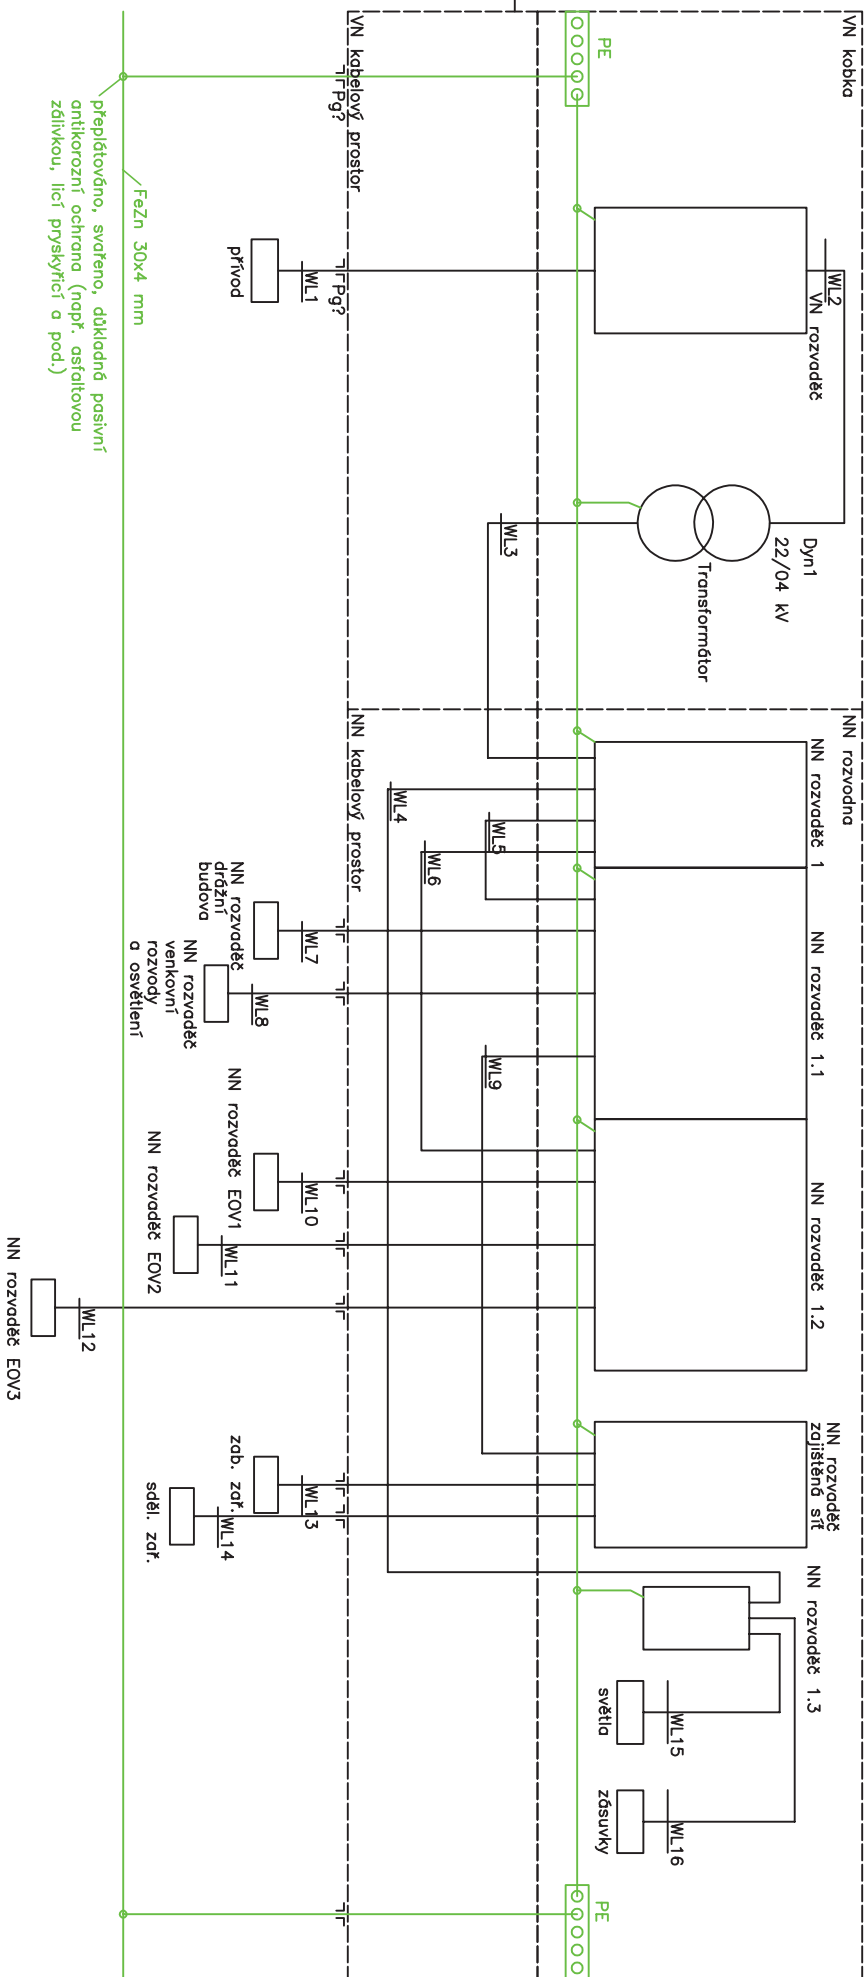 VN kobka
VN kabelový prostor
PE
Pg?
Pg?
WL1
přívod
WL2
VN rozvaděč
Dyn1
22/04 kV
Transformátor
WL3
FeZn 30x4 mm
přeplátováno, svařeno, důkladná pasivní
antikorozní ochrana (např. asfaltovou
zálivkou, licí pryskyřicí a pod.)
NN rozvodna
NN kabelový prostor
NN rozvaděč 1
WL4
WL5
WL6
NN rozvaděč 1.1
WL7
NN rozvaděč
drážní
budova
WL8
NN rozvaděč
venkovní
rozvody
a osvětlení
WL9
NN rozvaděč 1.2
WL10
NN rozvaděč EOV1
WL11
NN rozvaděč EOV2
WL12
NN rozvaděč EOV3
NN rozvaděč
zajištěná síť
WL13
zab. zař.
WL14
sděl. zař.
NN rozvaděč 1.3
WL15
světla
WL16
zásuvky
PE